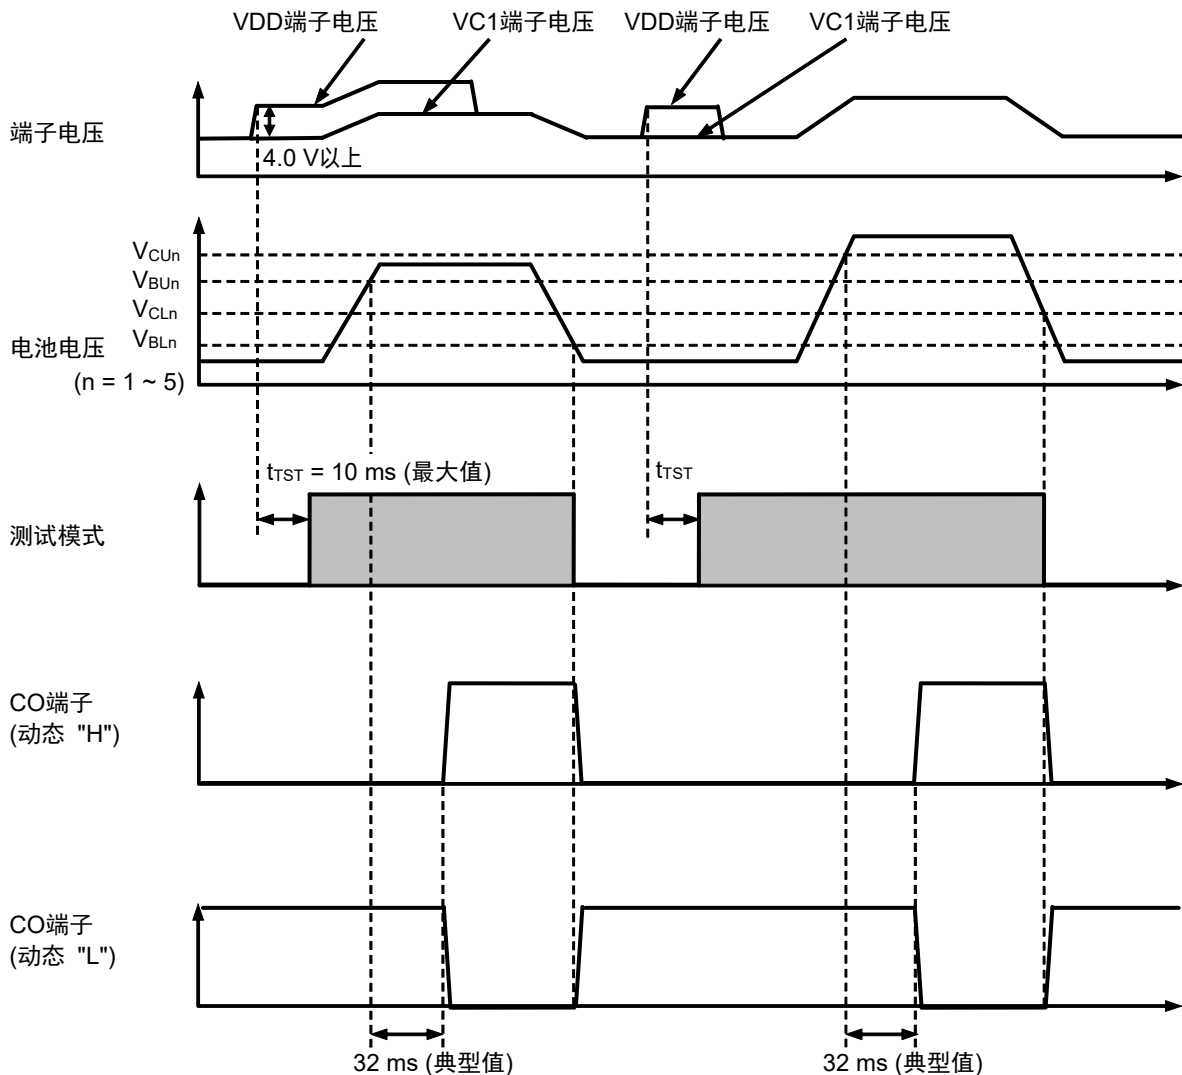 VDD端子电压
VC1端子电压
VDD端子电压
VC1端子电压
端子电压
4.0 V以上
VCUn
VBUn
VCLn
VBLn
电池电压
(n = 1 ~ 5)
tTST = 10 ms (最大值)
tTST
测试模式
CO端子
(动态 "H")
CO端子
(动态 "L")
32 ms (典型值)
32 ms (典型值)